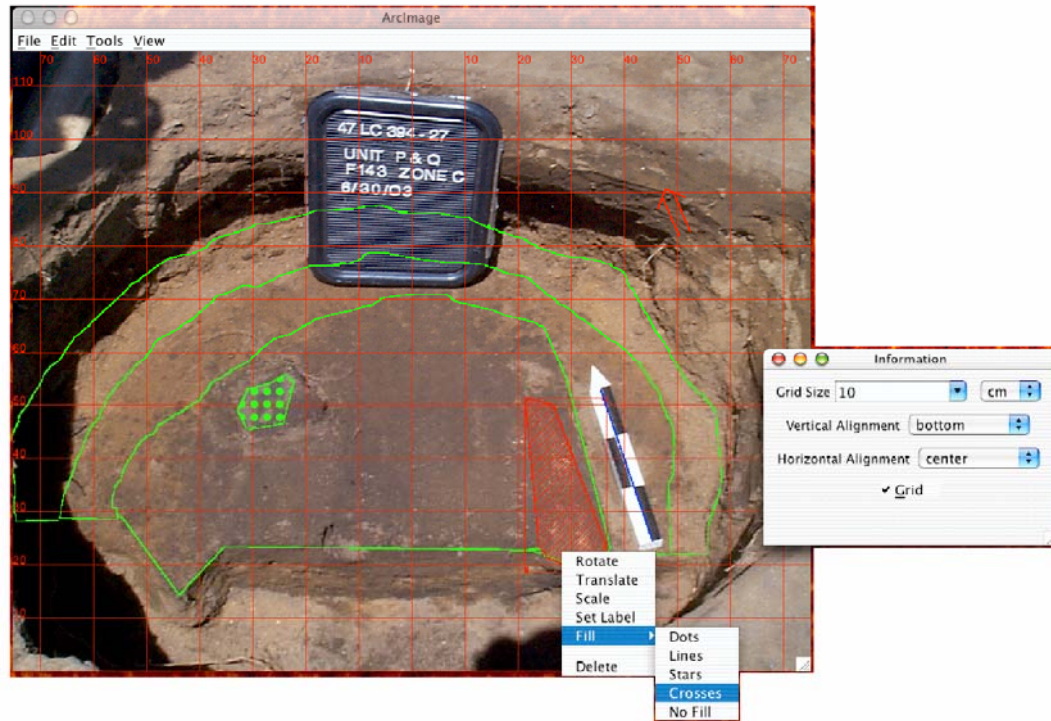 ArcImage
File Edit Tools View
70 60 50 40 30 20 10 10 20 30 40 50 60 70
110
100
90
80
70
60
50
40
30
20
10
47 LC 394-27
UNIT P & Q
F143 ZONE C
6/30/03
Rotate
Translate
Scale
Set Label
Fill
Delete
Dots
Lines
Stars
Crosses
No Fill
Information
Grid Size 10 cm
Vertical Alignment bottom
Horizontal Alignment center
Grid